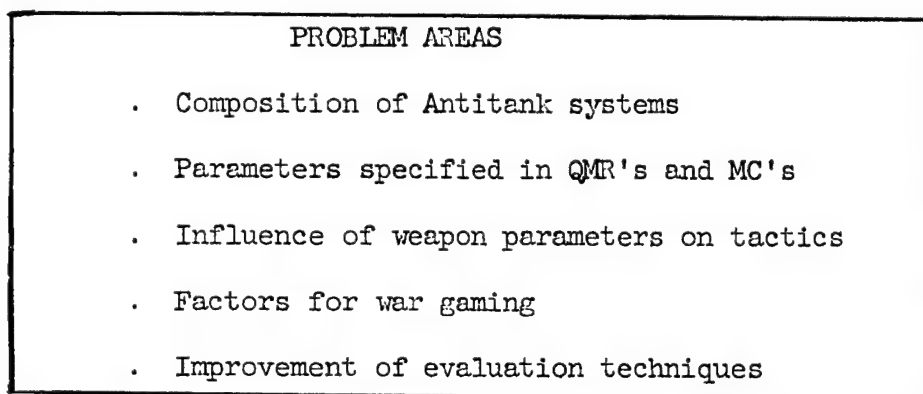 PROBLEM AREAS
. Composition of Antitank systems
. Parameters specified in QMR's and MC's
. Influence of weapon parameters on tactics
. Factors for war gaming
. Improvement of evaluation techniques